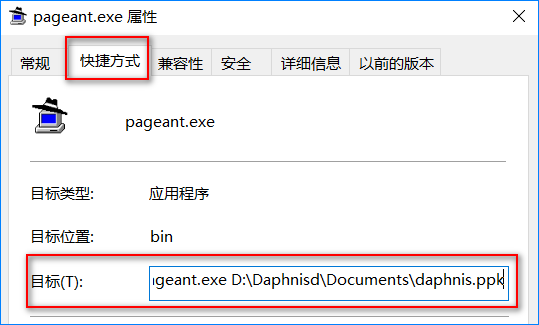 pageant.exe 属性
常规 快捷方式 兼容性 安全 详细信息 以前的版本
pageant.exe
目标类型: 应用程序
目标位置: bin
目标(T): ageant.exe D:\Daphnisd\Documents\daphnis.ppk